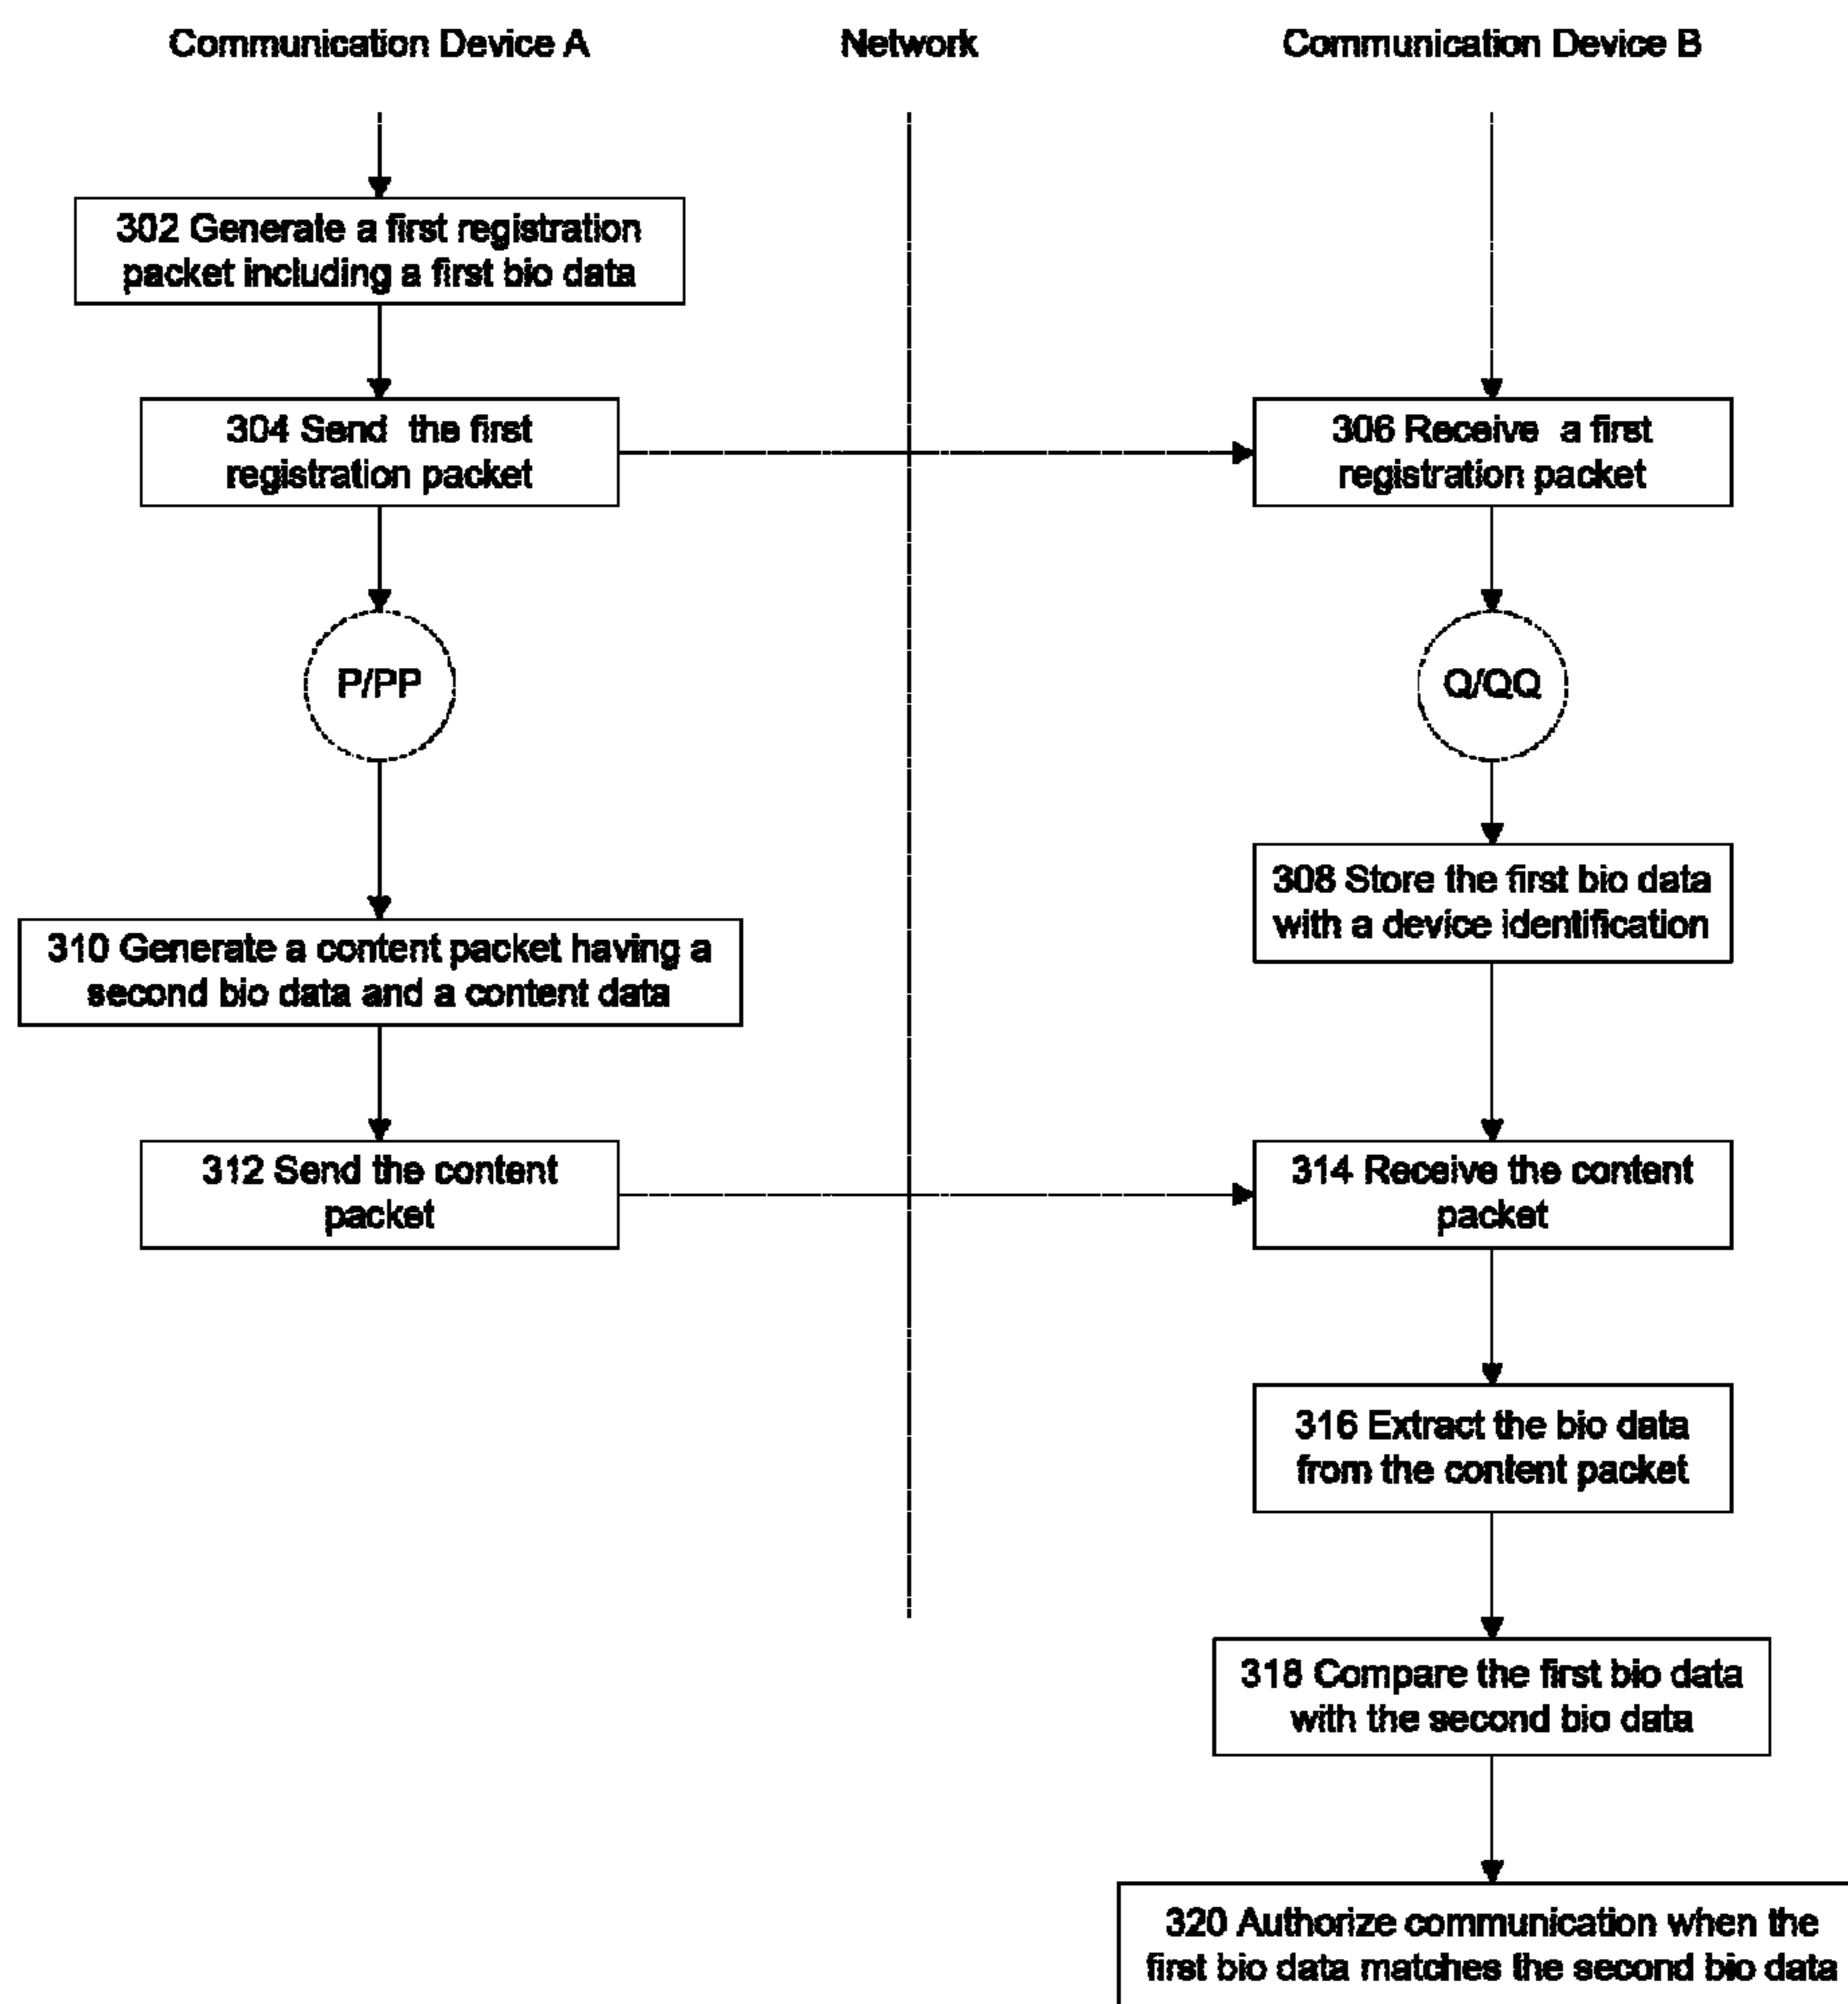 Communication Device A
Network
Communication Device B
302 Generate a first registration
packet including a first bio data
304 Send the first
registration packet
306 Receive a first
registration packet
P/PP
Q/QQ
308 Store the first bio data
with a device identification
310 Generate a content packet having a
second bio data and a content data
312 Send the content
packet
314 Receive the content
packet
316 Extract the bio data
from the content packet
318 Compare the first bio data
with the second bio data
320 Authorize communication when the
first bio data matches the second bio data